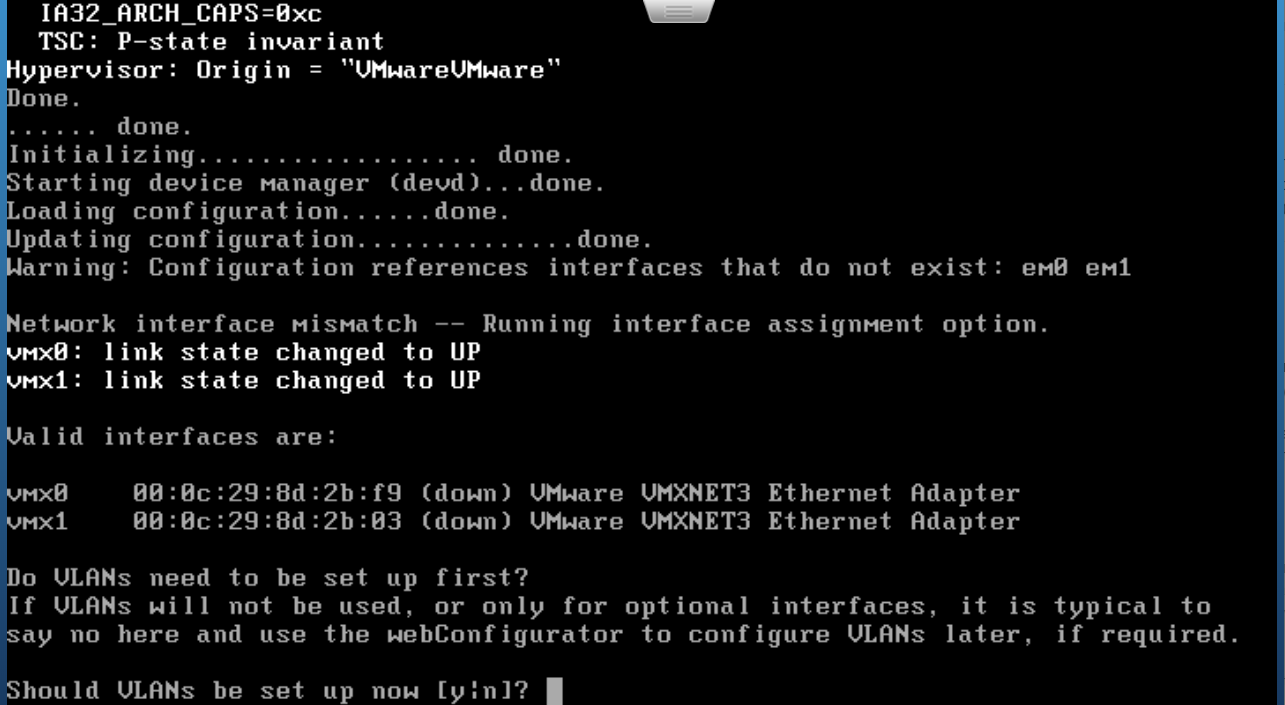 IA32_ARCH_CAPS=0xc
TSC: P-state invariant
Hypervisor: Origin = "VMwareVMware"
Done.
...... done.
Initializing.................. done.
Starting device manager (devd)...done.
Loading configuration......done.
Updating configuration..............done.
Warning: Configuration references interfaces that do not exist: em0 em1
Network interface mismatch -- Running interface assignment option.
vmx0: link state changed to UP
vmx1: link state changed to UP
Valid interfaces are:
vmx0 00:0c:29:8d:2b:f9 (down) VMware VMXNET3 Ethernet Adapter
vmx1 00:0c:29:8d:2b:03 (down) VMware VMXNET3 Ethernet Adapter
Do VLANs need to be set up first?
If VLANs will not be used, or only for optional interfaces, it is typical to
say no here and use the webConfigurator to configure VLANs later, if required.
Should VLANs be set up now [y|n]?